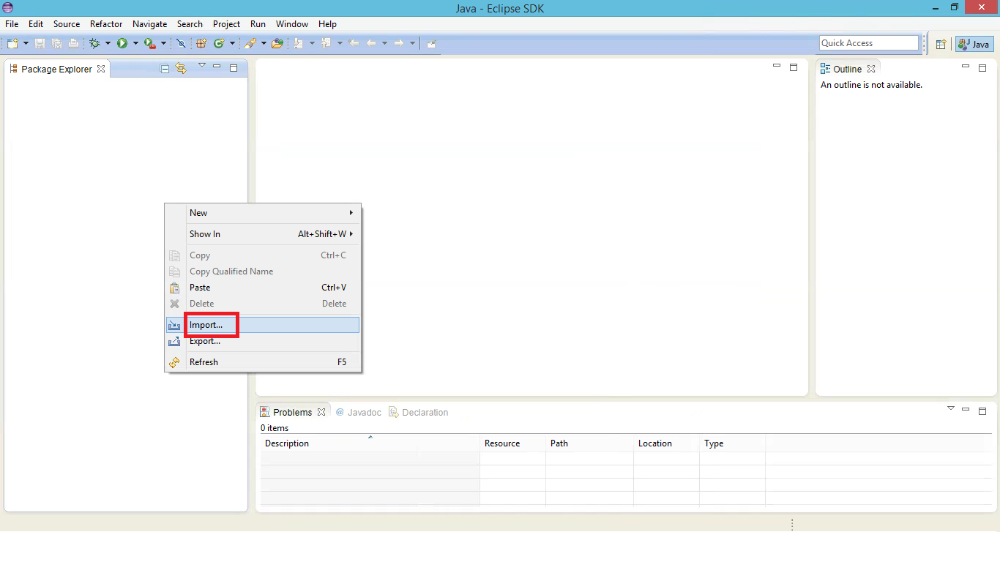 Java - Eclipse SDK
File Edit Source Refactor Navigate Search Project Run Window Help
Quick Access
Java
Package Explorer
Outline
An outline is not available.
New
Show In Alt+Shift+W
Copy Ctrl+C
Copy Qualified Name
Paste Ctrl+V
Delete Delete
Import...
Export...
Refresh F5
Problems @ Javadoc Declaration
0 items
Description Resource Path Location Type